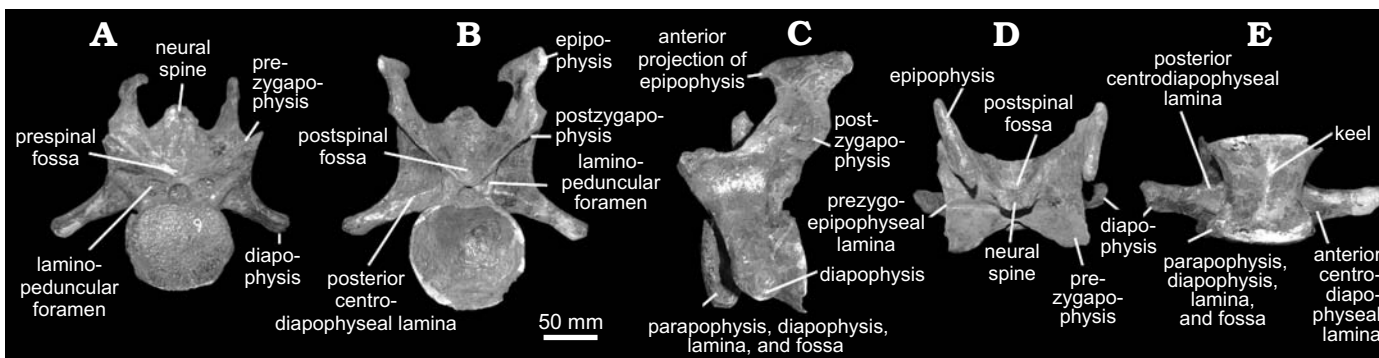 A
neural
spine
pre-
zygapo-
physis
prespinal
fossa
9
lamino-
peduncular
foramen
diapo-
physis
B
epipo-
physis
postzygapo-
physis
postspinal
fossa
lamino-
peduncular
foramen
posterior
centro-
diapophyseal lamina
50 mm
C
anterior
projection of
epipophysis
post-
zygapo-
physis
diapophysis
parapophysis, diapophysis,
lamina, and fossa
D
epipophysis
postspinal
fossa
prezygo-
epipophyseal
lamina
neural
spine
diapo-
physis
pre-
zygapo-
physis
E
posterior
centrodiapophyseal
lamina
keel
parapophysis,
diapophysis,
lamina,
and fossa
anterior
centro-
diapo-
physeal
lamina